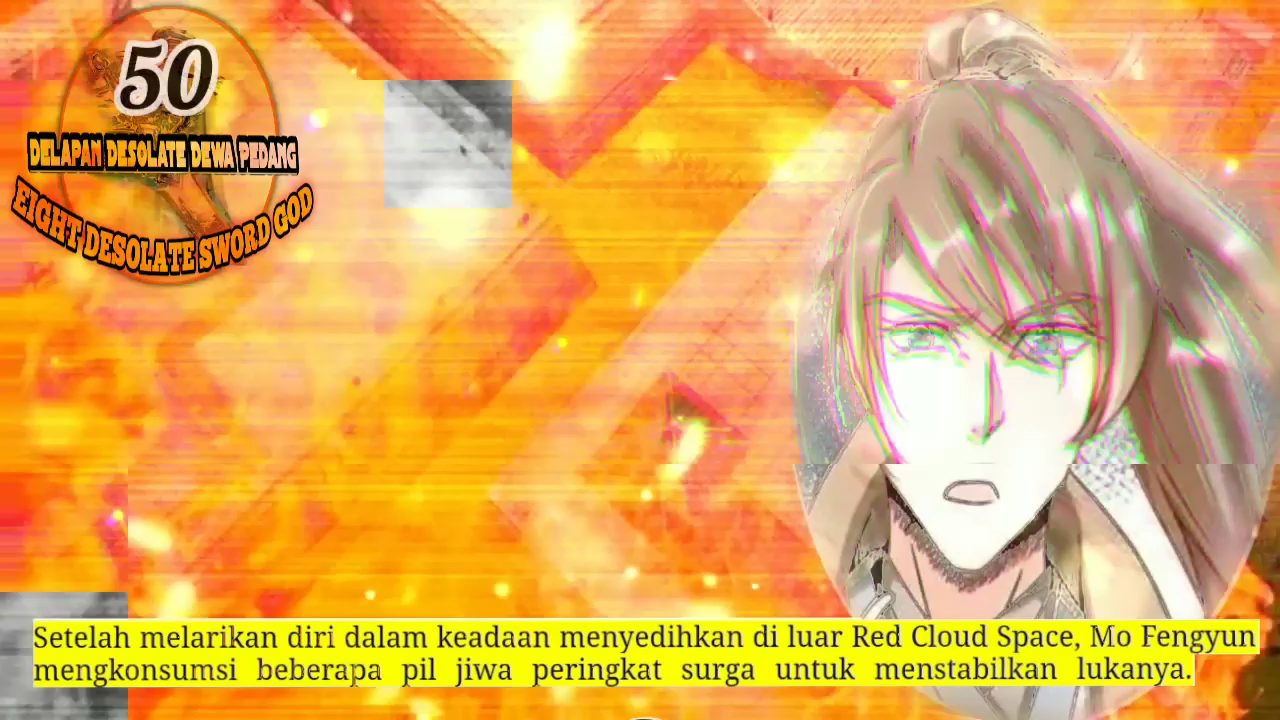 50
DELAPAN DESOLATE DEWA PEDANG
EIGHT DESOLATE SWORD GOD
Setelah melarikan diri dalam keadaan menyedihkan di luar Red Cloud Space, Mo Fengyun
mengkonsumsi beberapa pil jiwa peringkat surga untuk menstabilkan lukanya.